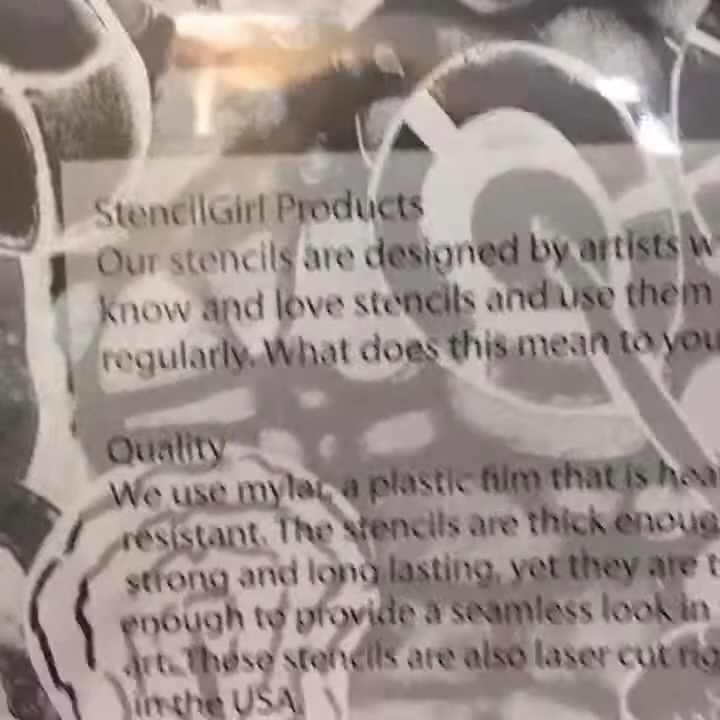 StencilGirl Products
Our stencils are designed by artists w
know and love stencils and use them
regularly. What does this mean to you
Quality
We use mylar, a plastic film that is hea
resistant. The stencils are thick enoug
strong and long lasting, yet they are t
enough to provide a seamless look in
art. These stencils are also laser cut rig
in the USA.